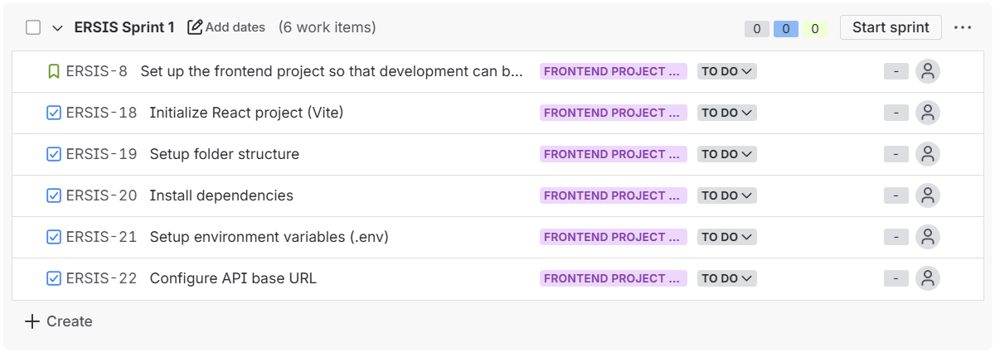 ERSIS Sprint 1 Add dates (6 work items) 0 0 0 Start sprint
ERSIS-8 Set up the frontend project so that development can b... FRONTEND PROJECT ... TO DO -
ERSIS-18 Initialize React project (Vite) FRONTEND PROJECT ... TO DO -
ERSIS-19 Setup folder structure FRONTEND PROJECT ... TO DO -
ERSIS-20 Install dependencies FRONTEND PROJECT ... TO DO -
ERSIS-21 Setup environment variables (.env) FRONTEND PROJECT ... TO DO -
ERSIS-22 Configure API base URL FRONTEND PROJECT ... TO DO -
Create